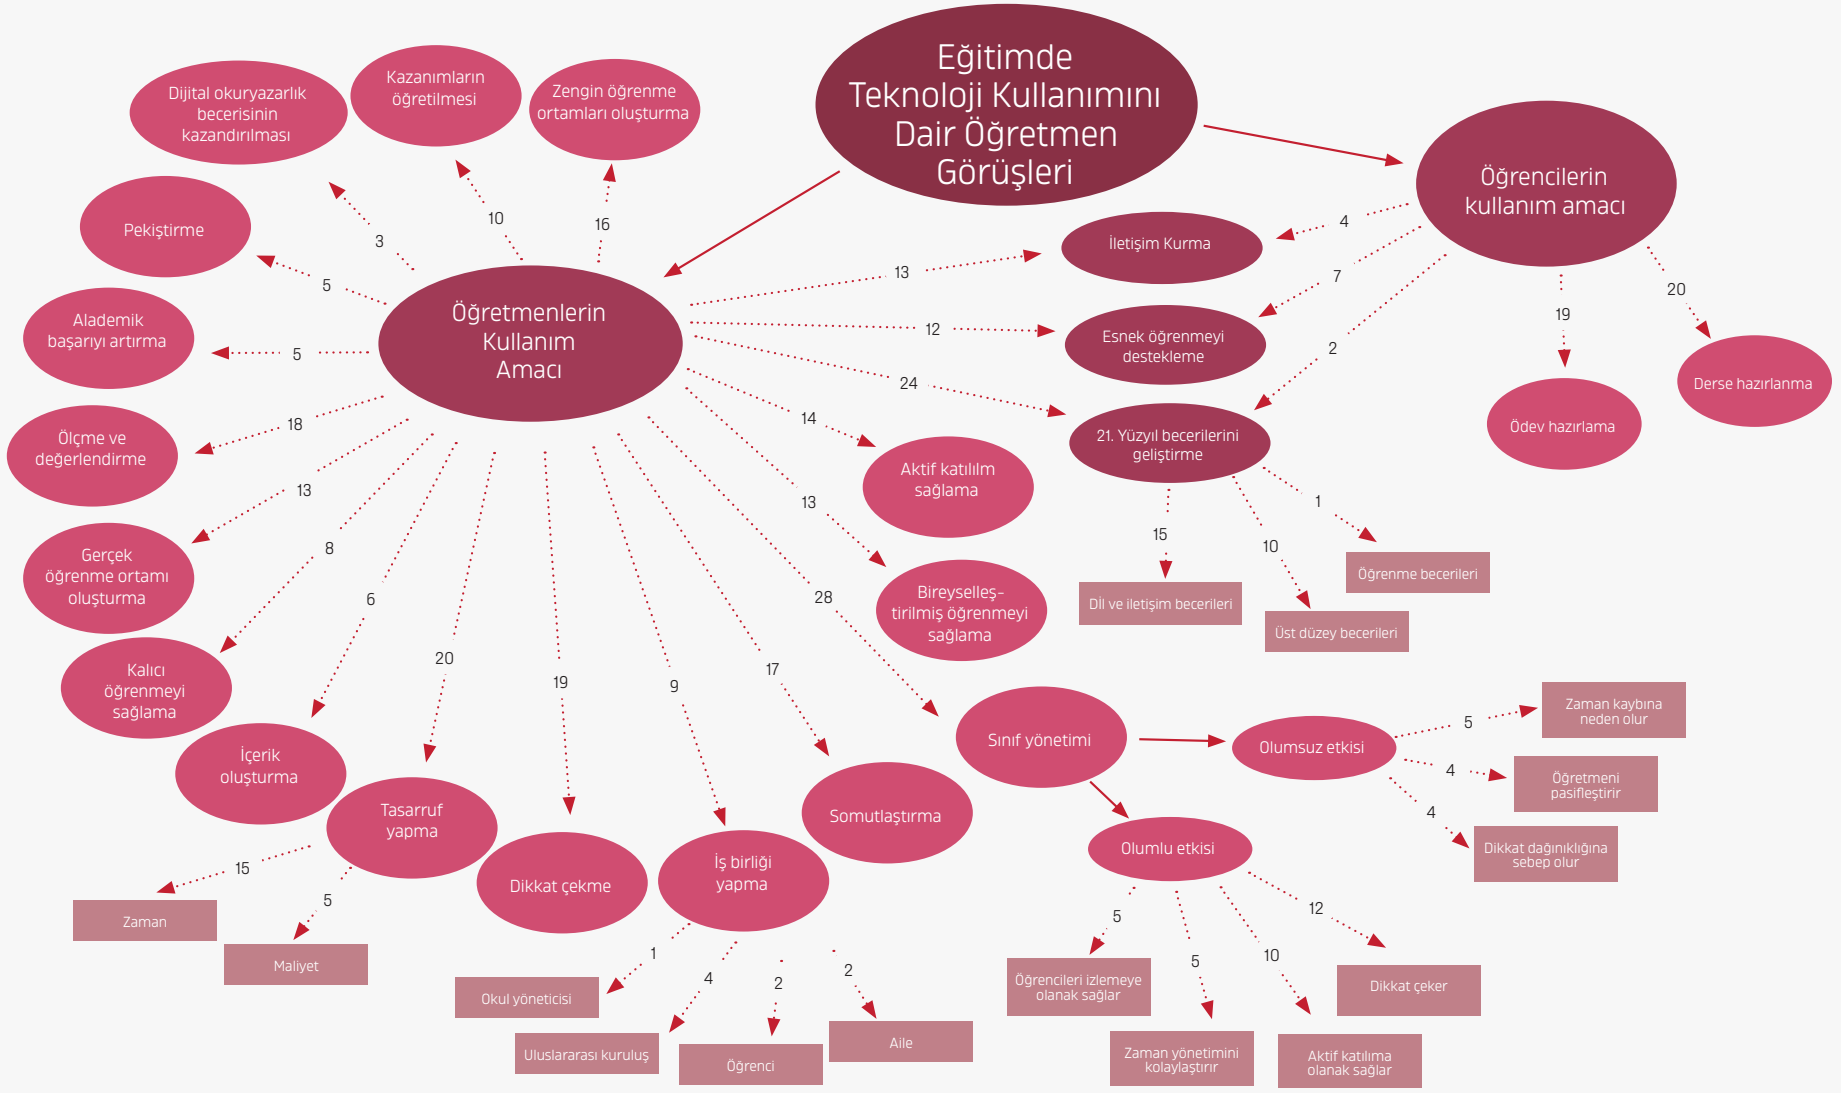 Eğitimde
Teknoloji Kullanımını
Dair Öğretmen
Görüşleri
Öğrencilerin
kullanım amacı
4
7
2
19
20
Ödev hazırlama
Derse hazırlanma
İletişim Kurma
Esnek öğrenmeyi
destekleme
21. Yüzyıl becerilerini
geliştirme
15
10
1
Dİl ve iletişim becerileri
Üst düzey becerileri
Öğrenme becerileri
Öğretmenlerin
Kullanım
Amacı
16
Zengin öğrenme
ortamları oluşturma
10
Kazanımların
öğretilmesi
3
Dijital okuryazarlık
becerisinin
kazandırılması
5
Pekiştirme
5
Alademik
başarıyı artırma
18
Ölçme ve
değerlendirme
13
Gerçek
öğrenme ortamı
oluşturma
8
Kalıcı
öğrenmeyi
sağlama
6
İçerik
oluşturma
20
Tasarruf
yapma
15
Zaman
5
Maliyet
19
Dikkat çekme
9
İş birliği
yapma
1
Okul yöneticisi
4
Uluslararası kuruluş
2
Öğrenci
2
Aile
17
Somutlaştırma
28
Sınıf yönetimi
Olumsuz etkisi
5
Zaman kaybına
neden olur
4
Öğretmeni
pasifleştirir
4
Dikkat dağınıklığına
sebep olur
Olumlu etkisi
5
Öğrencileri izlemeye
olanak sağlar
5
Zaman yönetimini
kolaylaştırır
10
Aktif katılıma
olanak sağlar
12
Dikkat çeker
13
Bireyselleş-
tirilmiş öğrenmeyi
sağlama
14
Aktif katılılm
sağlama
24
12
13